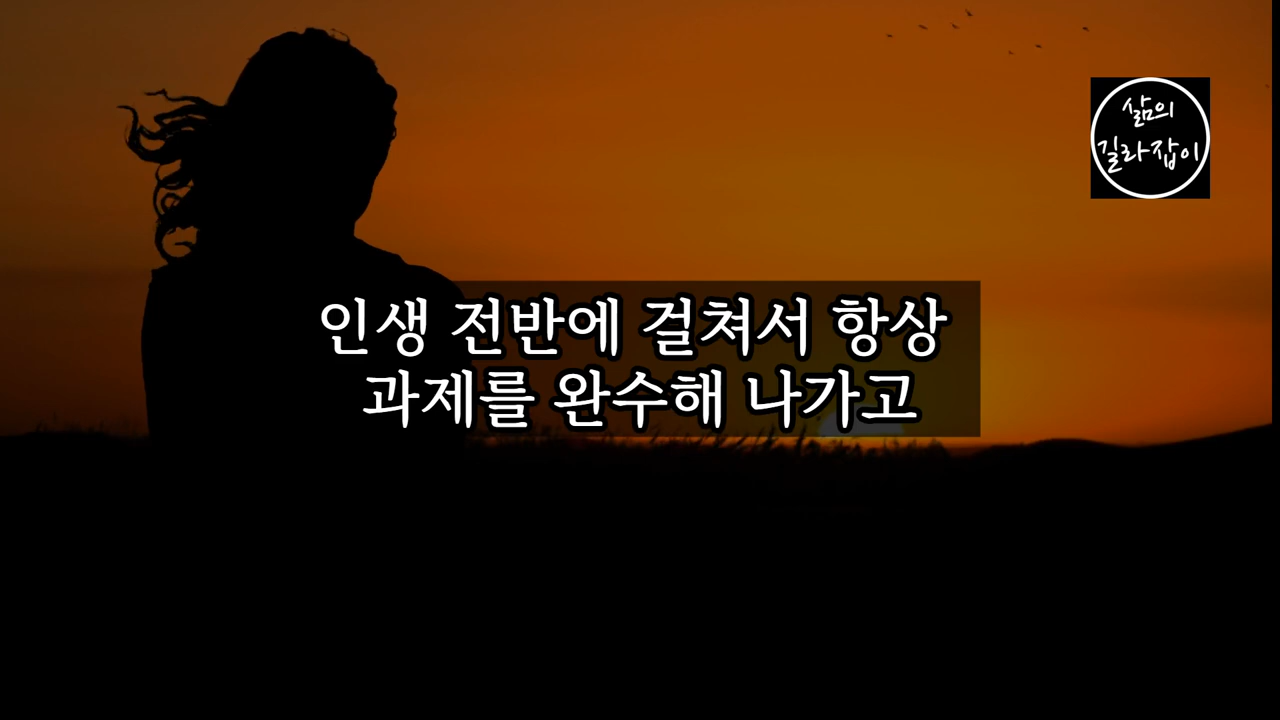 삶의
길라잡이
인생 전반에 걸쳐서 항상
과제를 완수해 나가고